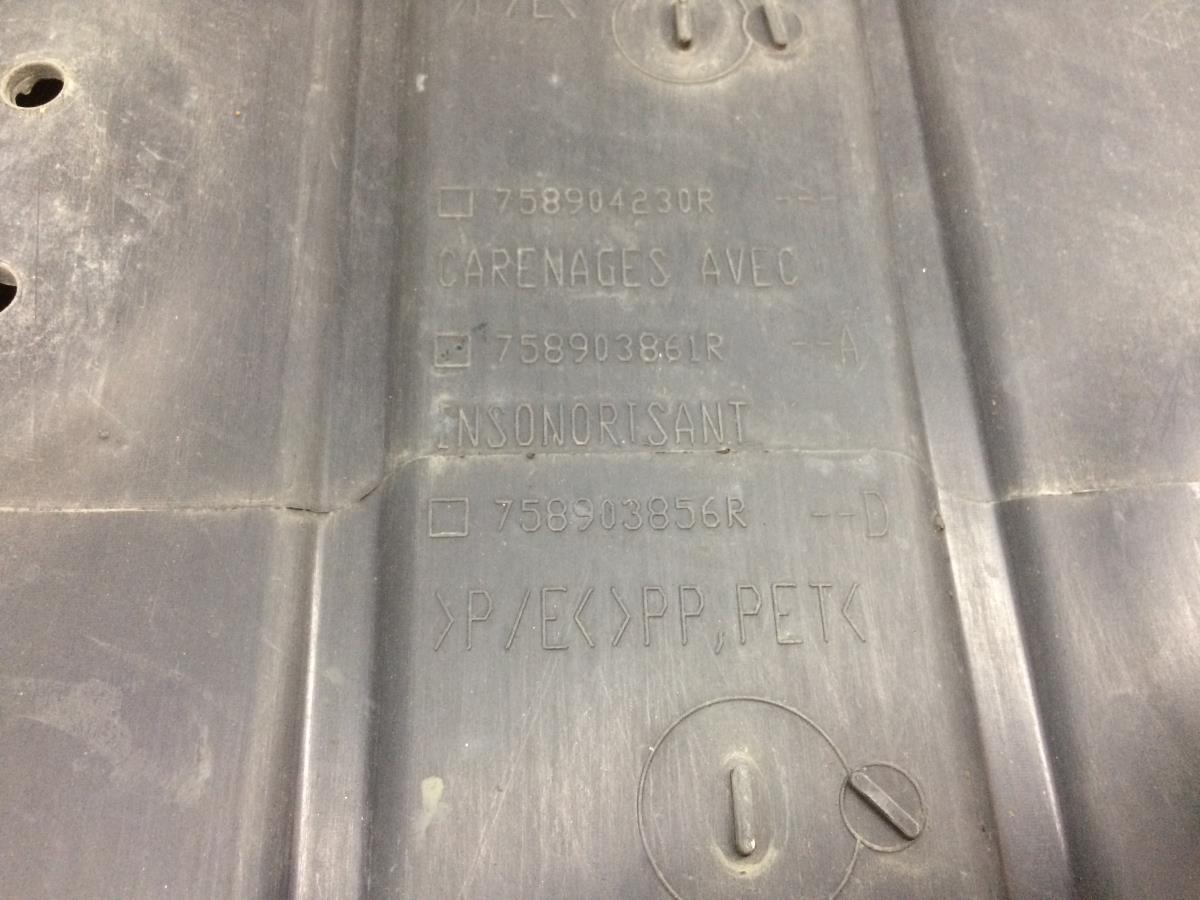 >P/E<
758904230R ---
CARENAGES AVEC
758903861R --A
INSONORISANT
758903856R --D
>P/E<>PP,PET<